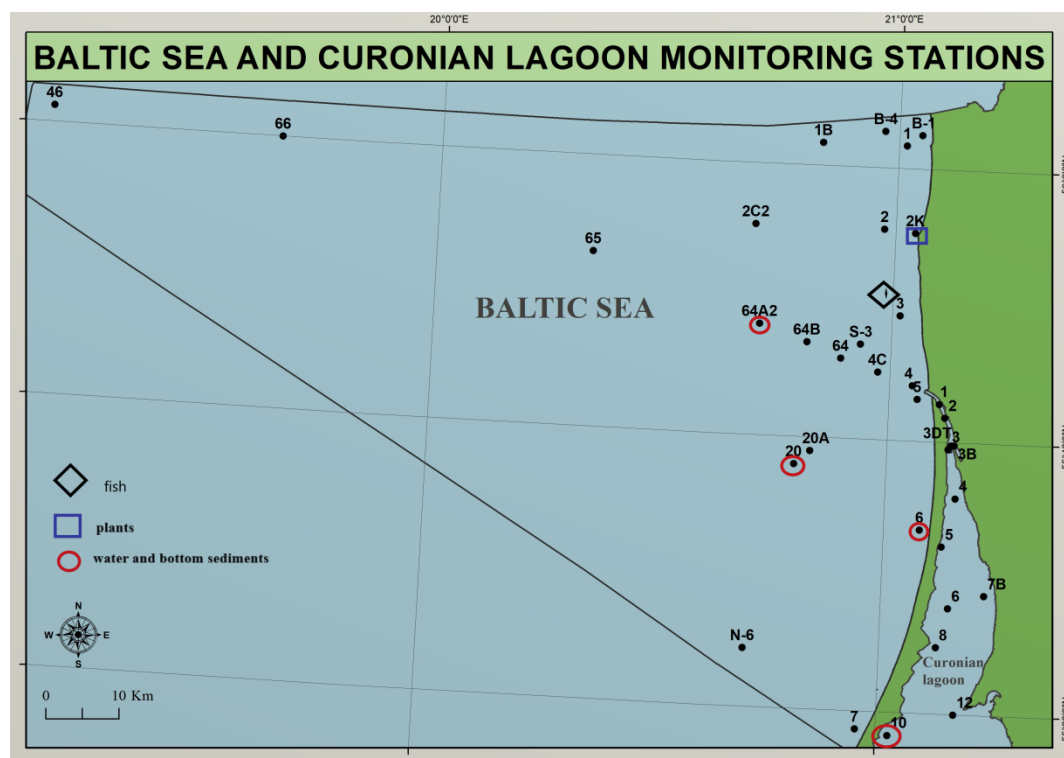 20°0'0"E
21°0'0"E
BALTIC SEA AND CURONIAN LAGOON MONITORING STATIONS
46
66
1B
B-4
B-1
1
2C2
2
2K
65
BALTIC SEA
3
64A2
64B
S-3
64
4C
4
5
1
2
3DT
3
3B
20A
20
4
6
5
7B
6
N-6
8
Curonian
lagoon
12
7
10
fish
plants
water and bottom sediments
N
W
E
S
0
10 Km